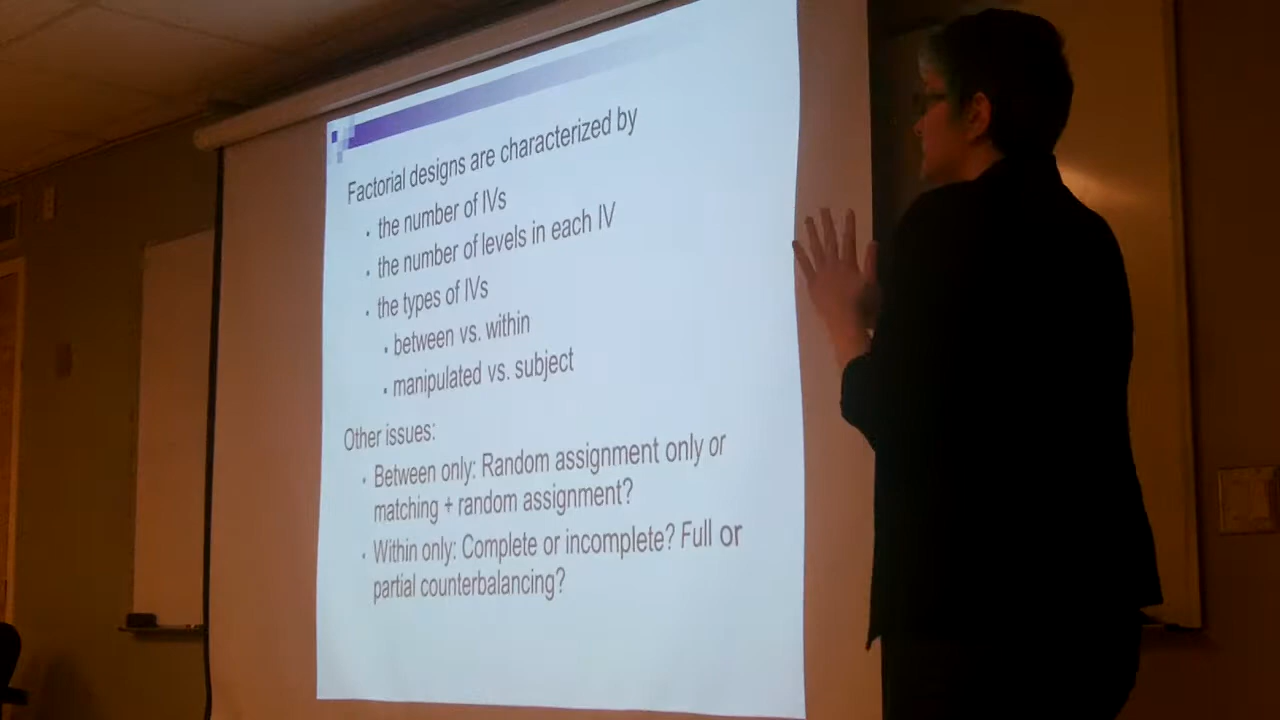 Factorial designs are characterized by
• the number of IVs
• the number of levels in each IV
• the types of IVs
• between vs. within
• manipulated vs. subject
Other issues:
• Between only: Random assignment only or
matching + random assignment?
• Within only: Complete or incomplete? Full or
partial counterbalancing?